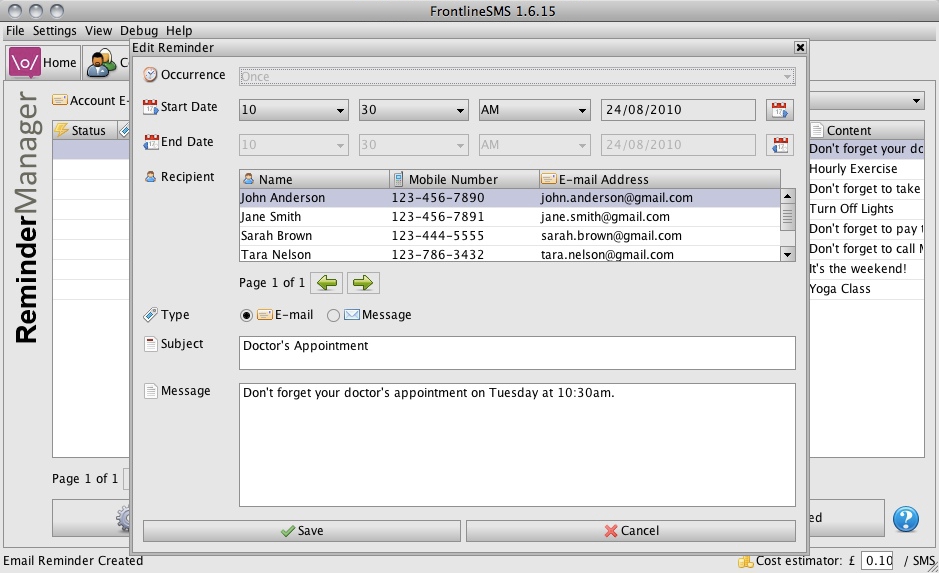 FrontlineSMS 1.6.15
File Settings View Debug Help
Edit Reminder
\o/ Home C
ReminderManager
Account E-
Status
Occurrence Once
Start Date 10 30 AM 24/08/2010
End Date 10 30 AM 24/08/2010
Recipient Name Mobile Number E-mail Address
John Anderson 123-456-7890 john.anderson@gmail.com
Jane Smith 123-456-7891 jane.smith@gmail.com
Sarah Brown 123-444-5555 sarah.brown@gmail.com
Tara Nelson 123-786-3432 tara.nelson@gmail.com
Page 1 of 1
Type E-mail Message
Subject Doctor's Appointment
Message Don't forget your doctor's appointment on Tuesday at 10:30am.
Save Cancel
Content
Don't forget your dc
Hourly Exercise
Don't forget to take
Turn Off Lights
Don't forget to pay t
Don't forget to call M
It's the weekend!
Yoga Class
Page 1 of 1
ed
?
Email Reminder Created Cost estimator: £ 0.10 / SMS